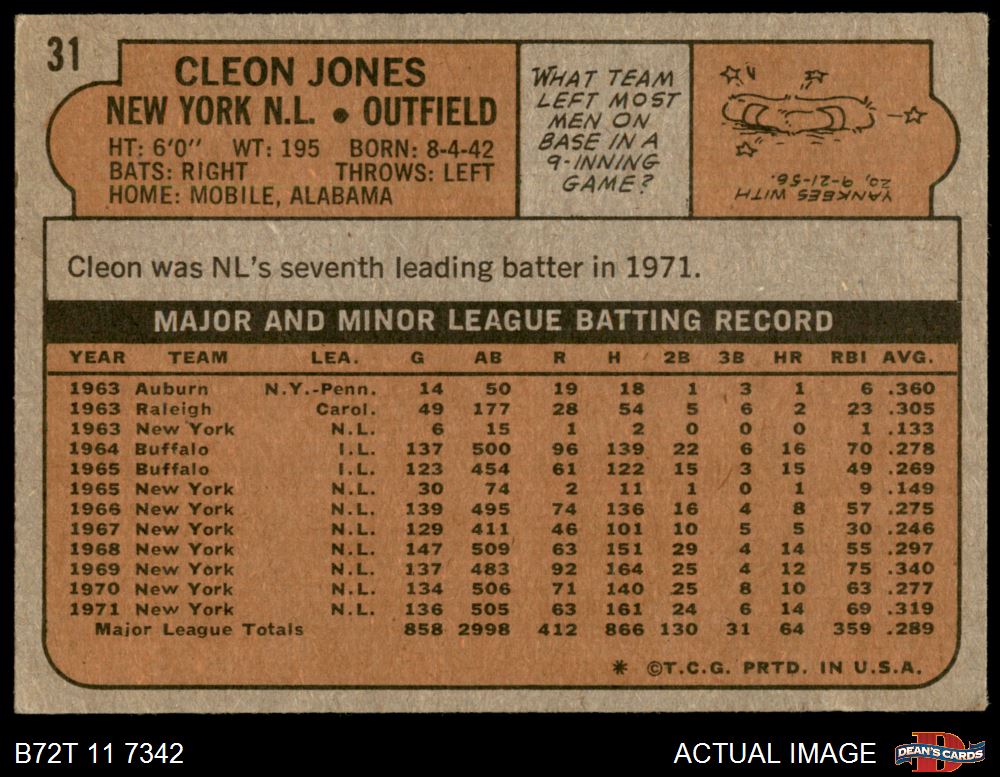 31
CLEON JONES
NEW YORK N.L. • OUTFIELD
HT: 6'0" WT: 195 BORN: 8-4-42
BATS: RIGHT THROWS: LEFT
HOME: MOBILE, ALABAMA
WHAT TEAM
LEFT MOST
MEN ON
BASE IN A
9-INNING
GAME?
YANKEES WITH
20, 9-21-56.
Cleon was NL's seventh leading batter in 1971.
MAJOR AND MINOR LEAGUE BATTING RECORD
YEAR TEAM LEA. G AB R H 2B 3B HR RBI AVG.
1963 Auburn N.Y.-Penn. 14 50 19 18 1 3 1 6 .360
1963 Raleigh Carol. 49 177 28 54 5 6 2 23 .305
1963 New York N.L. 6 15 1 2 0 0 0 1 .133
1964 Buffalo I.L. 137 500 96 139 22 6 16 70 .278
1965 Buffalo I.L. 123 454 61 122 15 3 15 49 .269
1965 New York N.L. 30 74 2 11 1 0 1 9 .149
1966 New York N.L. 139 495 74 136 16 4 8 57 .275
1967 New York N.L. 129 411 46 101 10 5 5 30 .246
1968 New York N.L. 147 509 63 151 29 4 14 55 .297
1969 New York N.L. 137 483 92 164 25 4 12 75 .340
1970 New York N.L. 134 506 71 140 25 8 10 63 .277
1971 New York N.L. 136 505 63 161 24 6 14 69 .319
Major League Totals 858 2998 412 866 130 31 64 359 .289
* ©T.C.G. PRTD. IN U.S.A.
B72T 11 7342
ACTUAL IMAGE
DEAN'S CARDS